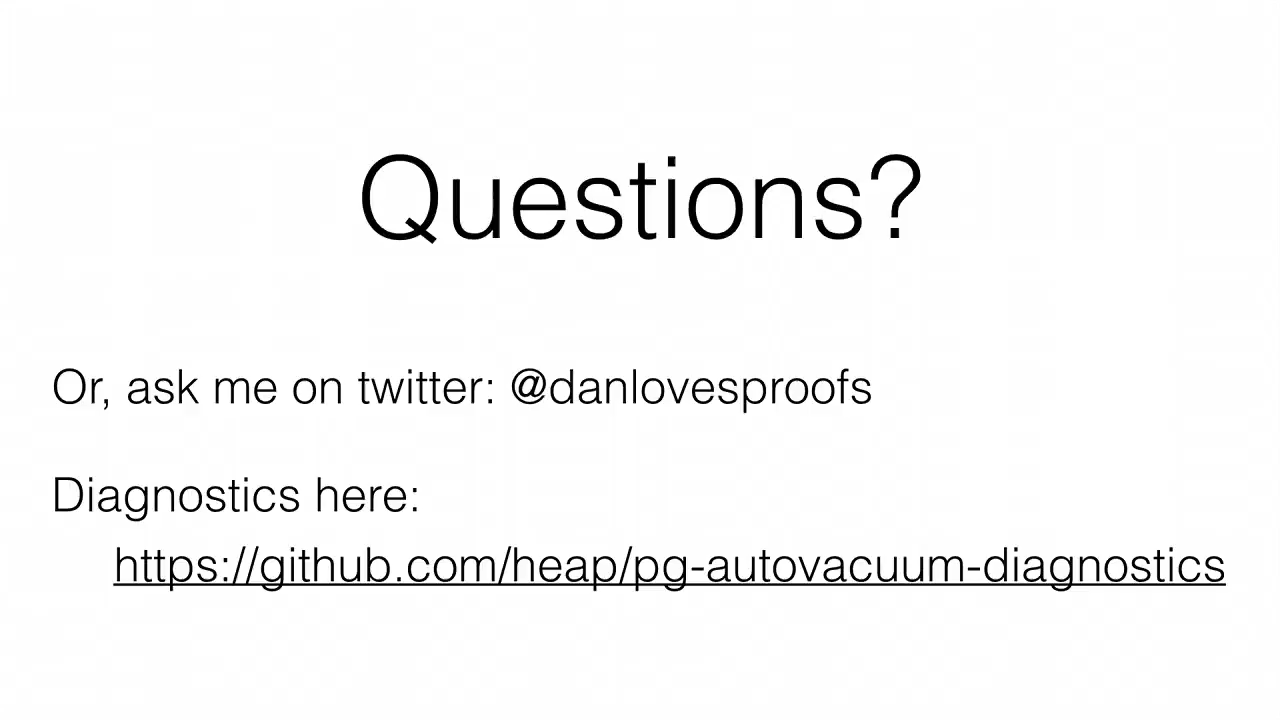 Questions?
Or, ask me on twitter: @danlovesproofs
Diagnostics here:
https://github.com/heap/pg-autovacuum-diagnostics